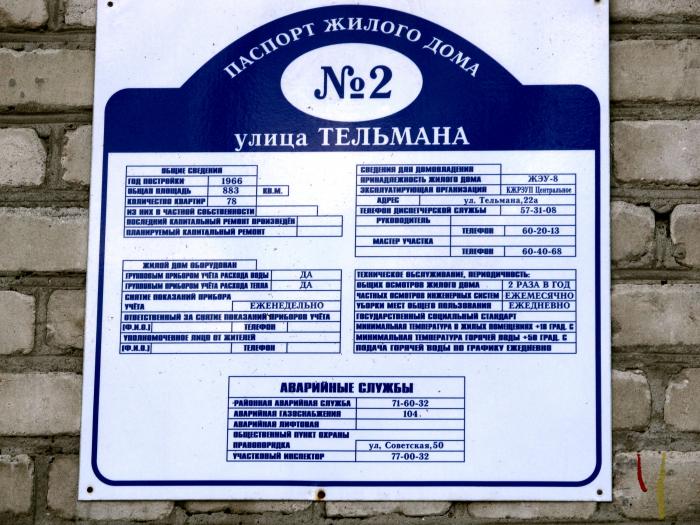 ПАСПОРТ ЖИЛОГО ДОМА
№2
улица ТЕЛЬМАНА
ОБЩИЕ СВЕДЕНИЯ
ГОД ПОСТРОЙКИ 1966
ОБЩАЯ ПЛОЩАДЬ 883 КВ.М.
КОЛИЧЕСТВО КВАРТИР 78
ИЗ НИХ В ЧАСТНОЙ СОБСТВЕННОСТИ
ПОСЛЕДНИЙ КАПИТАЛЬНЫЙ РЕМОНТ ПРОИЗВЕДЁН
ПЛАНИРУЕМЫЙ КАПИТАЛЬНЫЙ РЕМОНТ
СВЕДЕНИЯ ДЛЯ ДОМОВЛАДЕНИЯ
ПРИНАДЛЕЖНОСТЬ ЖИЛОГО ДОМА ЖЭУ-8
ЭКСПЛУАТИРУЮЩАЯ ОРГАНИЗАЦИЯ КЖРЭУП Центральное
АДРЕС ул. Тельмана,22а
ТЕЛЕФОН ДИСПЕТЧЕРСКОЙ СЛУЖБЫ 57-31-08
РУКОВОДИТЕЛЬ
ТЕЛЕФОН 60-20-13
МАСТЕР УЧАСТКА
ТЕЛЕФОН 60-40-68
ЖИЛОЙ ДОМ ОБОРУДОВАН
ГРУППОВЫМ ПРИБОРОМ УЧЁТА РАСХОДА ВОДЫ ДА
ГРУППОВЫМ ПРИБОРОМ УЧЁТА РАСХОДА ТЕПЛА ДА
СНЯТИЕ ПОКАЗАНИЙ ПРИБОРА
УЧЁТА ЕЖЕНЕДЕЛЬНО
ОТВЕТСТВЕННЫЙ ЗА СНЯТИЕ ПОКАЗАНИЙ ПРИБОРОВ УЧЁТА
(Ф.И.О.) ТЕЛЕФОН
УПОЛНОМОЧЕННОЕ ЛИЦО ОТ ЖИТЕЛЕЙ
(Ф.И.О.) ТЕЛЕФОН
ТЕХНИЧЕСКОЕ ОБСЛУЖИВАНИЕ, ПЕРИОДИЧНОСТЬ:
ОБЩИХ ОСМОТРОВ ЖИЛОГО ДОМА 2 РАЗА В ГОД
ЧАСТНЫХ ОСМОТРОВ ИНЖЕНЕРНЫХ СИСТЕМ ЕЖЕМЕСЯЧНО
УБОРКИ МЕСТ ОБЩЕГО ПОЛЬЗОВАНИЯ ЕЖЕДНЕВНО
ГОСУДАРСТВЕННЫЙ СОЦИАЛЬНЫЙ СТАНДАРТ
МИНИМАЛЬНАЯ ТЕМПЕРАТУРА В ЖИЛЫХ ПОМЕЩЕНИЯХ +18 ГРАД. С
МИНИМАЛЬНАЯ ТЕМПЕРАТУРА ГОРЯЧЕЙ ВОДЫ +50 ГРАД. С
ПОДАЧА ГОРЯЧЕЙ ВОДЫ ПО ГРАФИКУ ЕЖЕДНЕВНО
АВАРИЙНЫЕ СЛУЖБЫ
РАЙОННАЯ АВАРИЙНАЯ СЛУЖБА 71-60-32
АВАРИЙНАЯ ГАЗОСНАБЖЕНИЯ 104
АВАРИЙНАЯ ЛИФТОВАЯ
ОБЩЕСТВЕННЫЙ ПУНКТ ОХРАНЫ
ПРАВОПОРЯДКА ул, Советская,50
УЧАСТКОВЫЙ ИНСПЕКТОР 77-00-32